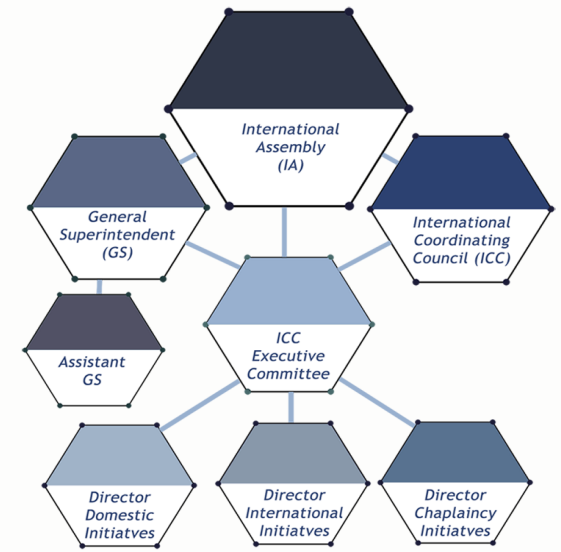 International
Assembly
(IA)
General
Superintendent
(GS)
International
Coordinating
Council (ICC)
ICC
Executive
Committee
Assistant
GS
Director
Domestic
Initiatves
Director
International
Initiatves
Director
Chaplaincy
Initiatves